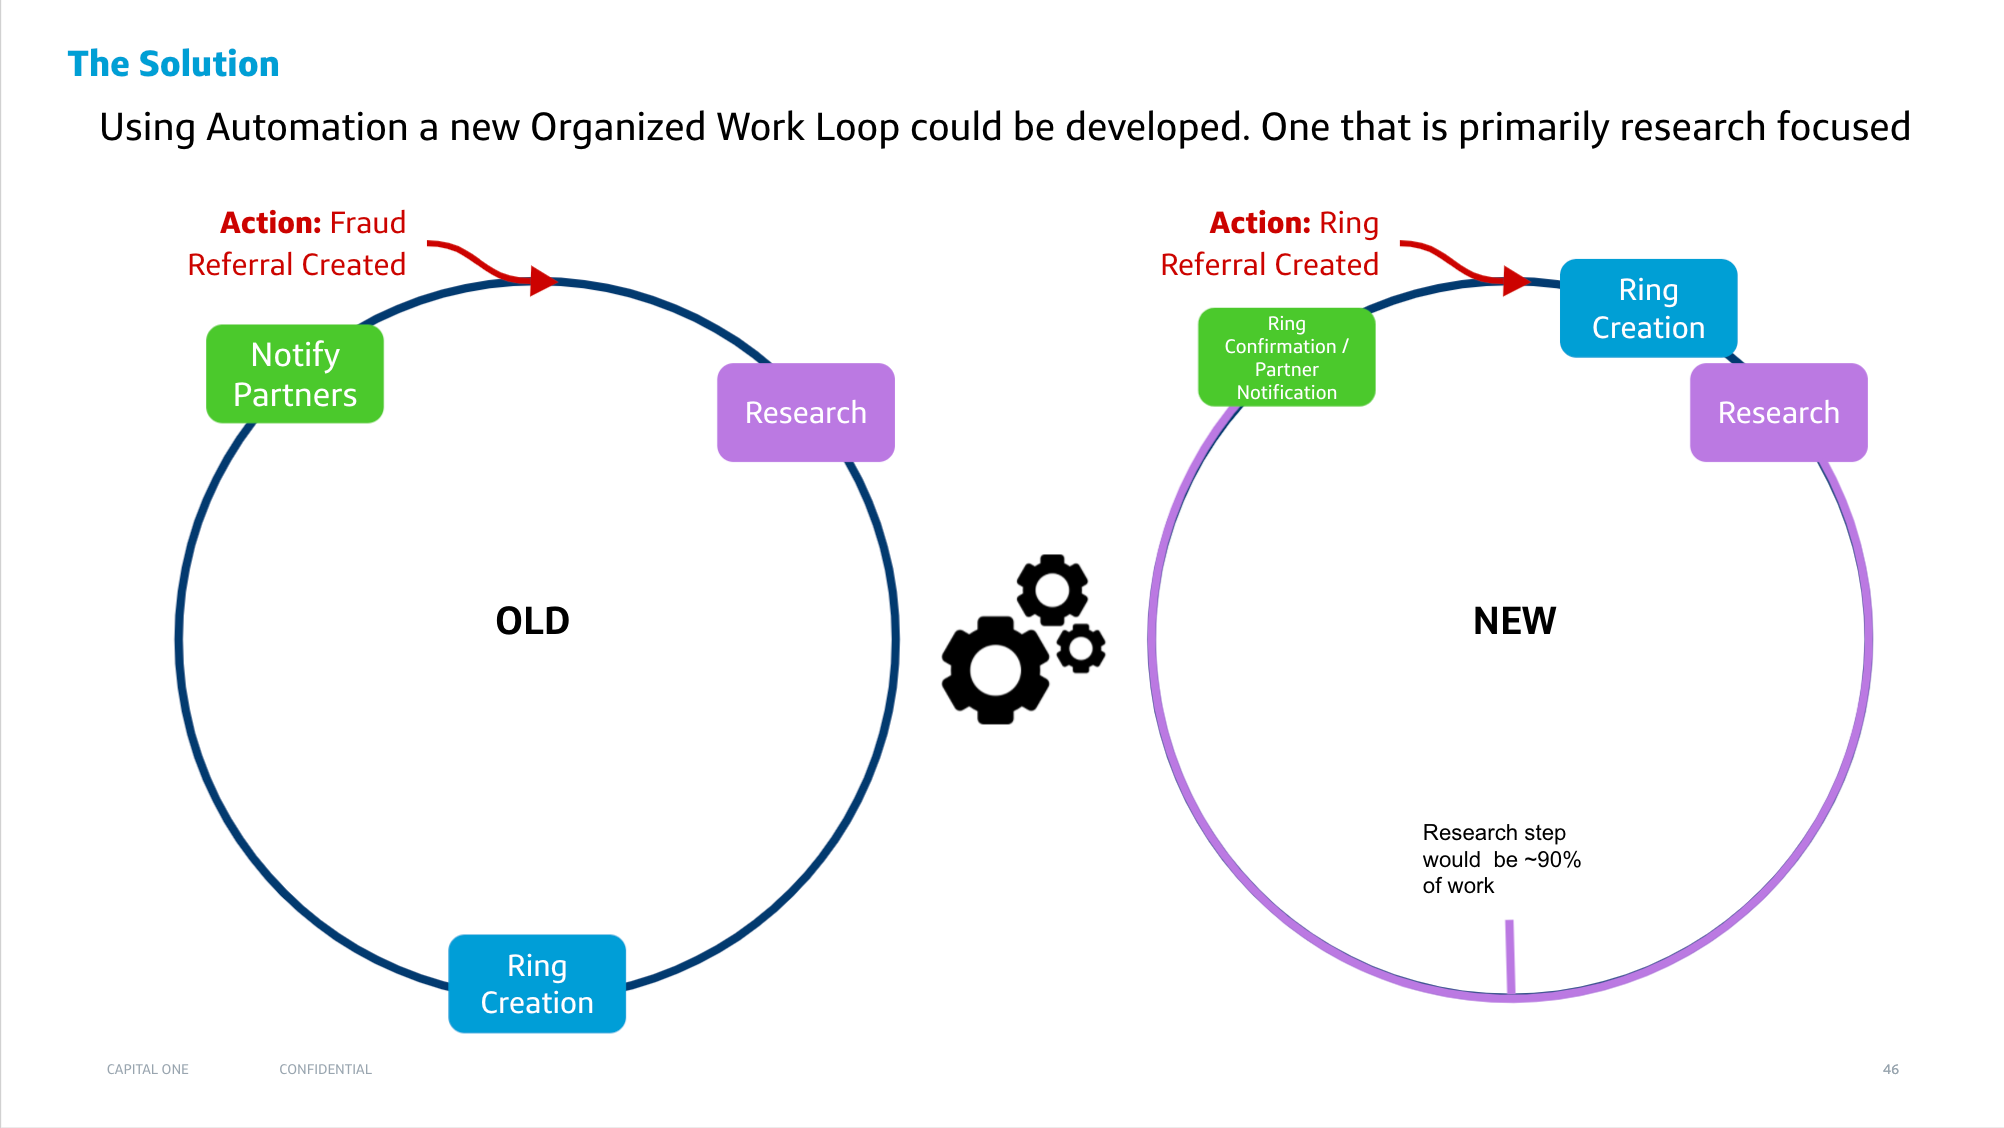 The Solution
Using Automation a new Organized Work Loop could be developed. One that is primarily research focused
Action: Fraud
Referral Created
Notify
Partners
Research
OLD
Ring
Creation
Action: Ring
Referral Created
Ring
Creation
Ring
Confirmation /
Partner
Notification
Research
NEW
Research step
would  be ~90%
of work
CAPITAL ONE
CONFIDENTIAL
46